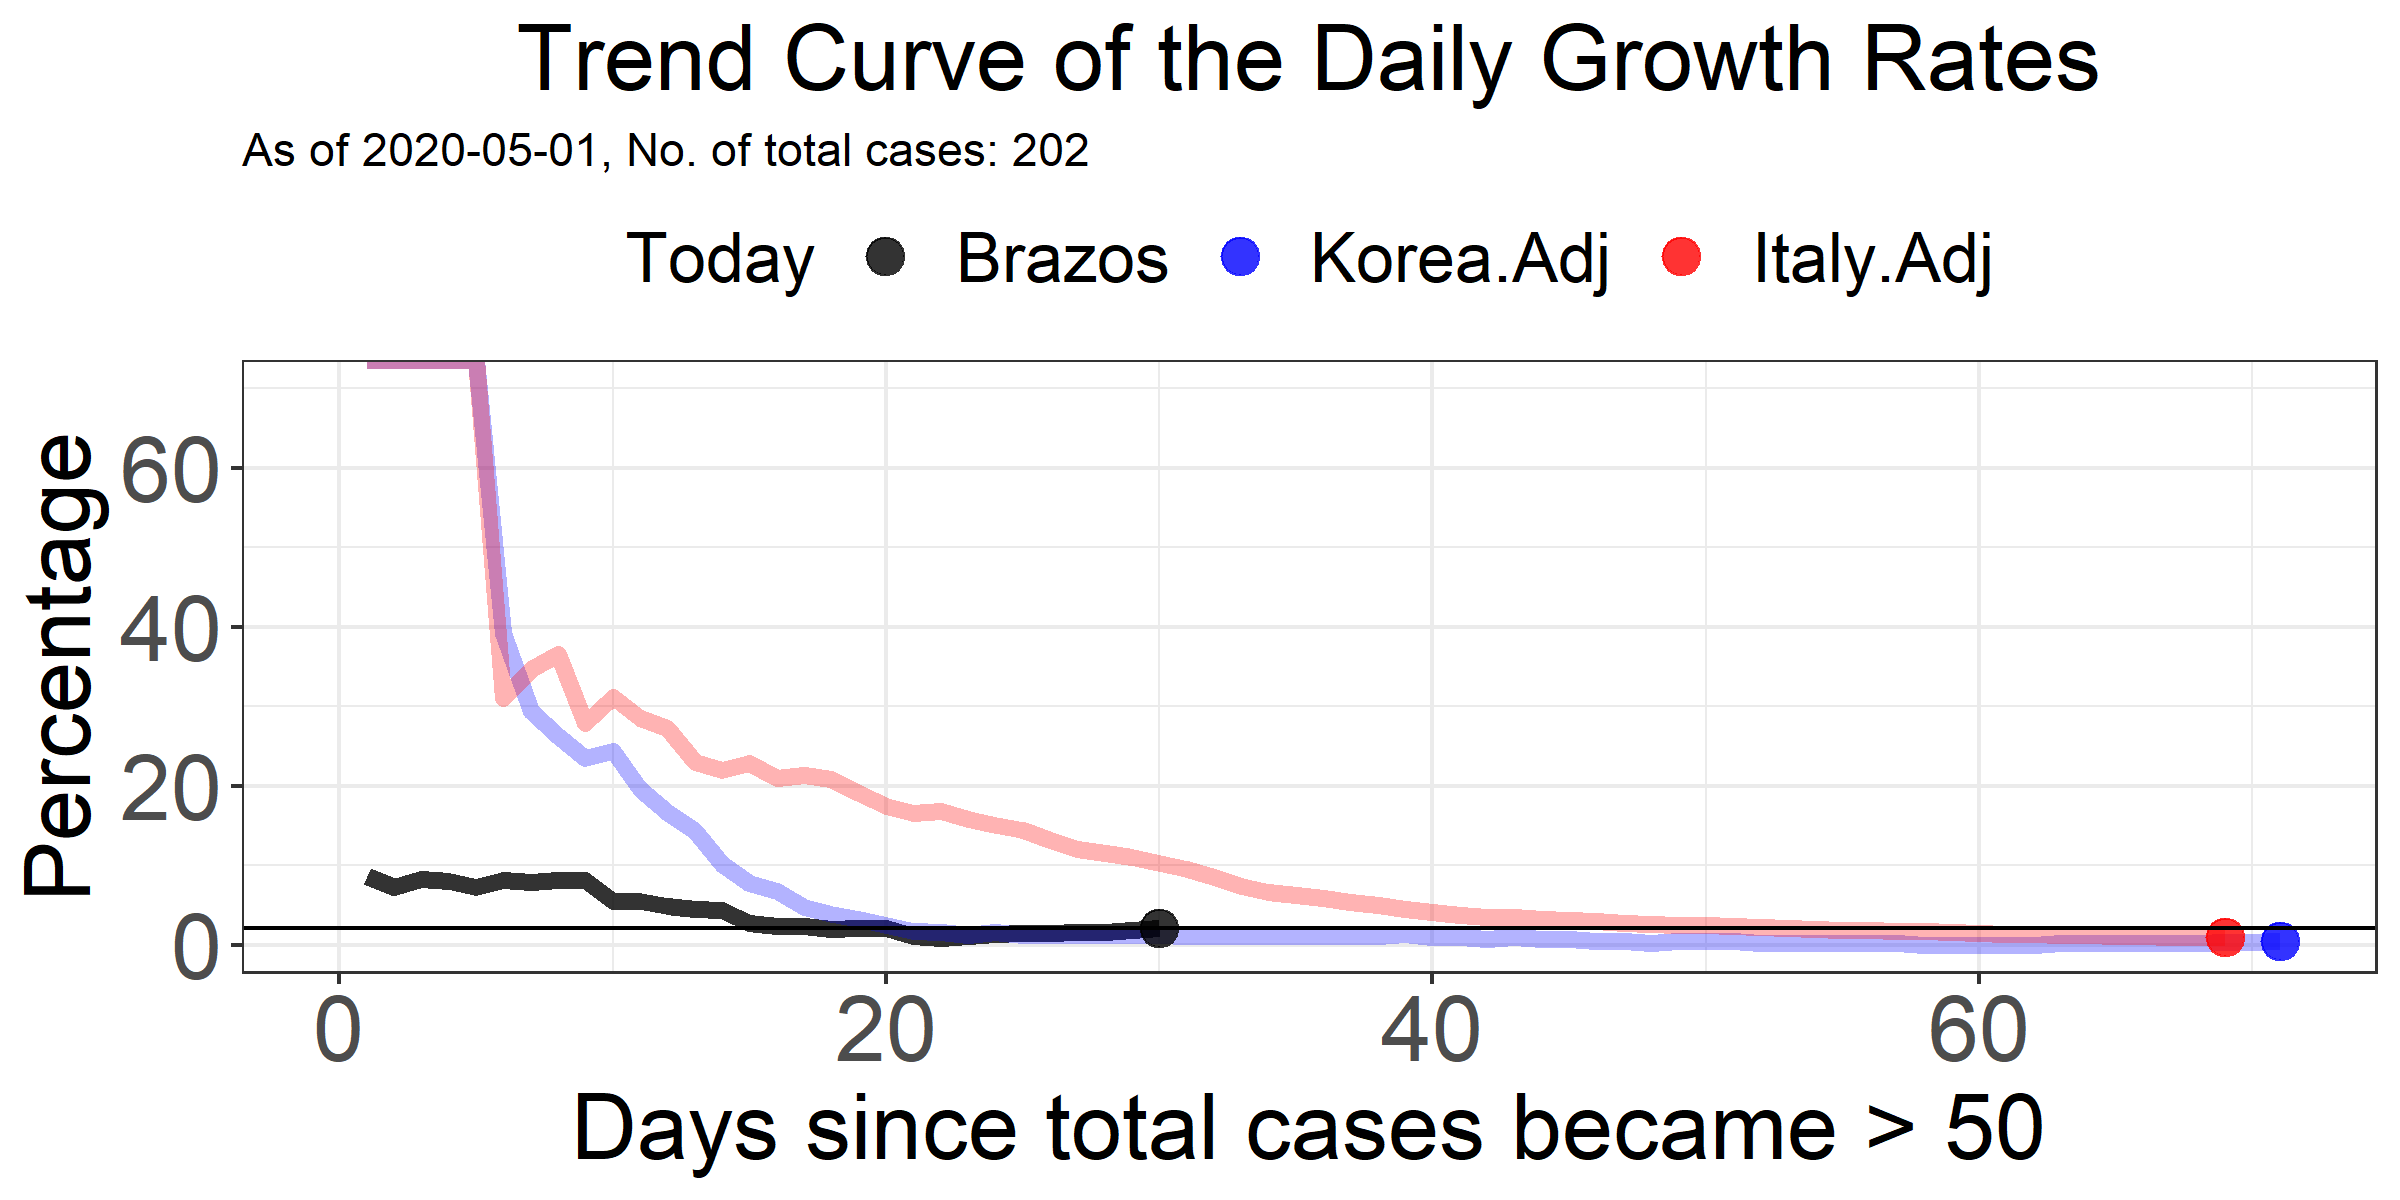 Trend Curve of the Daily Growth Rates
As of 2020-05-01, No. of total cases: 202
Today Brazos Korea.Adj Italy.Adj
Percentage
60
40
20
0
0 20 40 60
Days since total cases became > 50